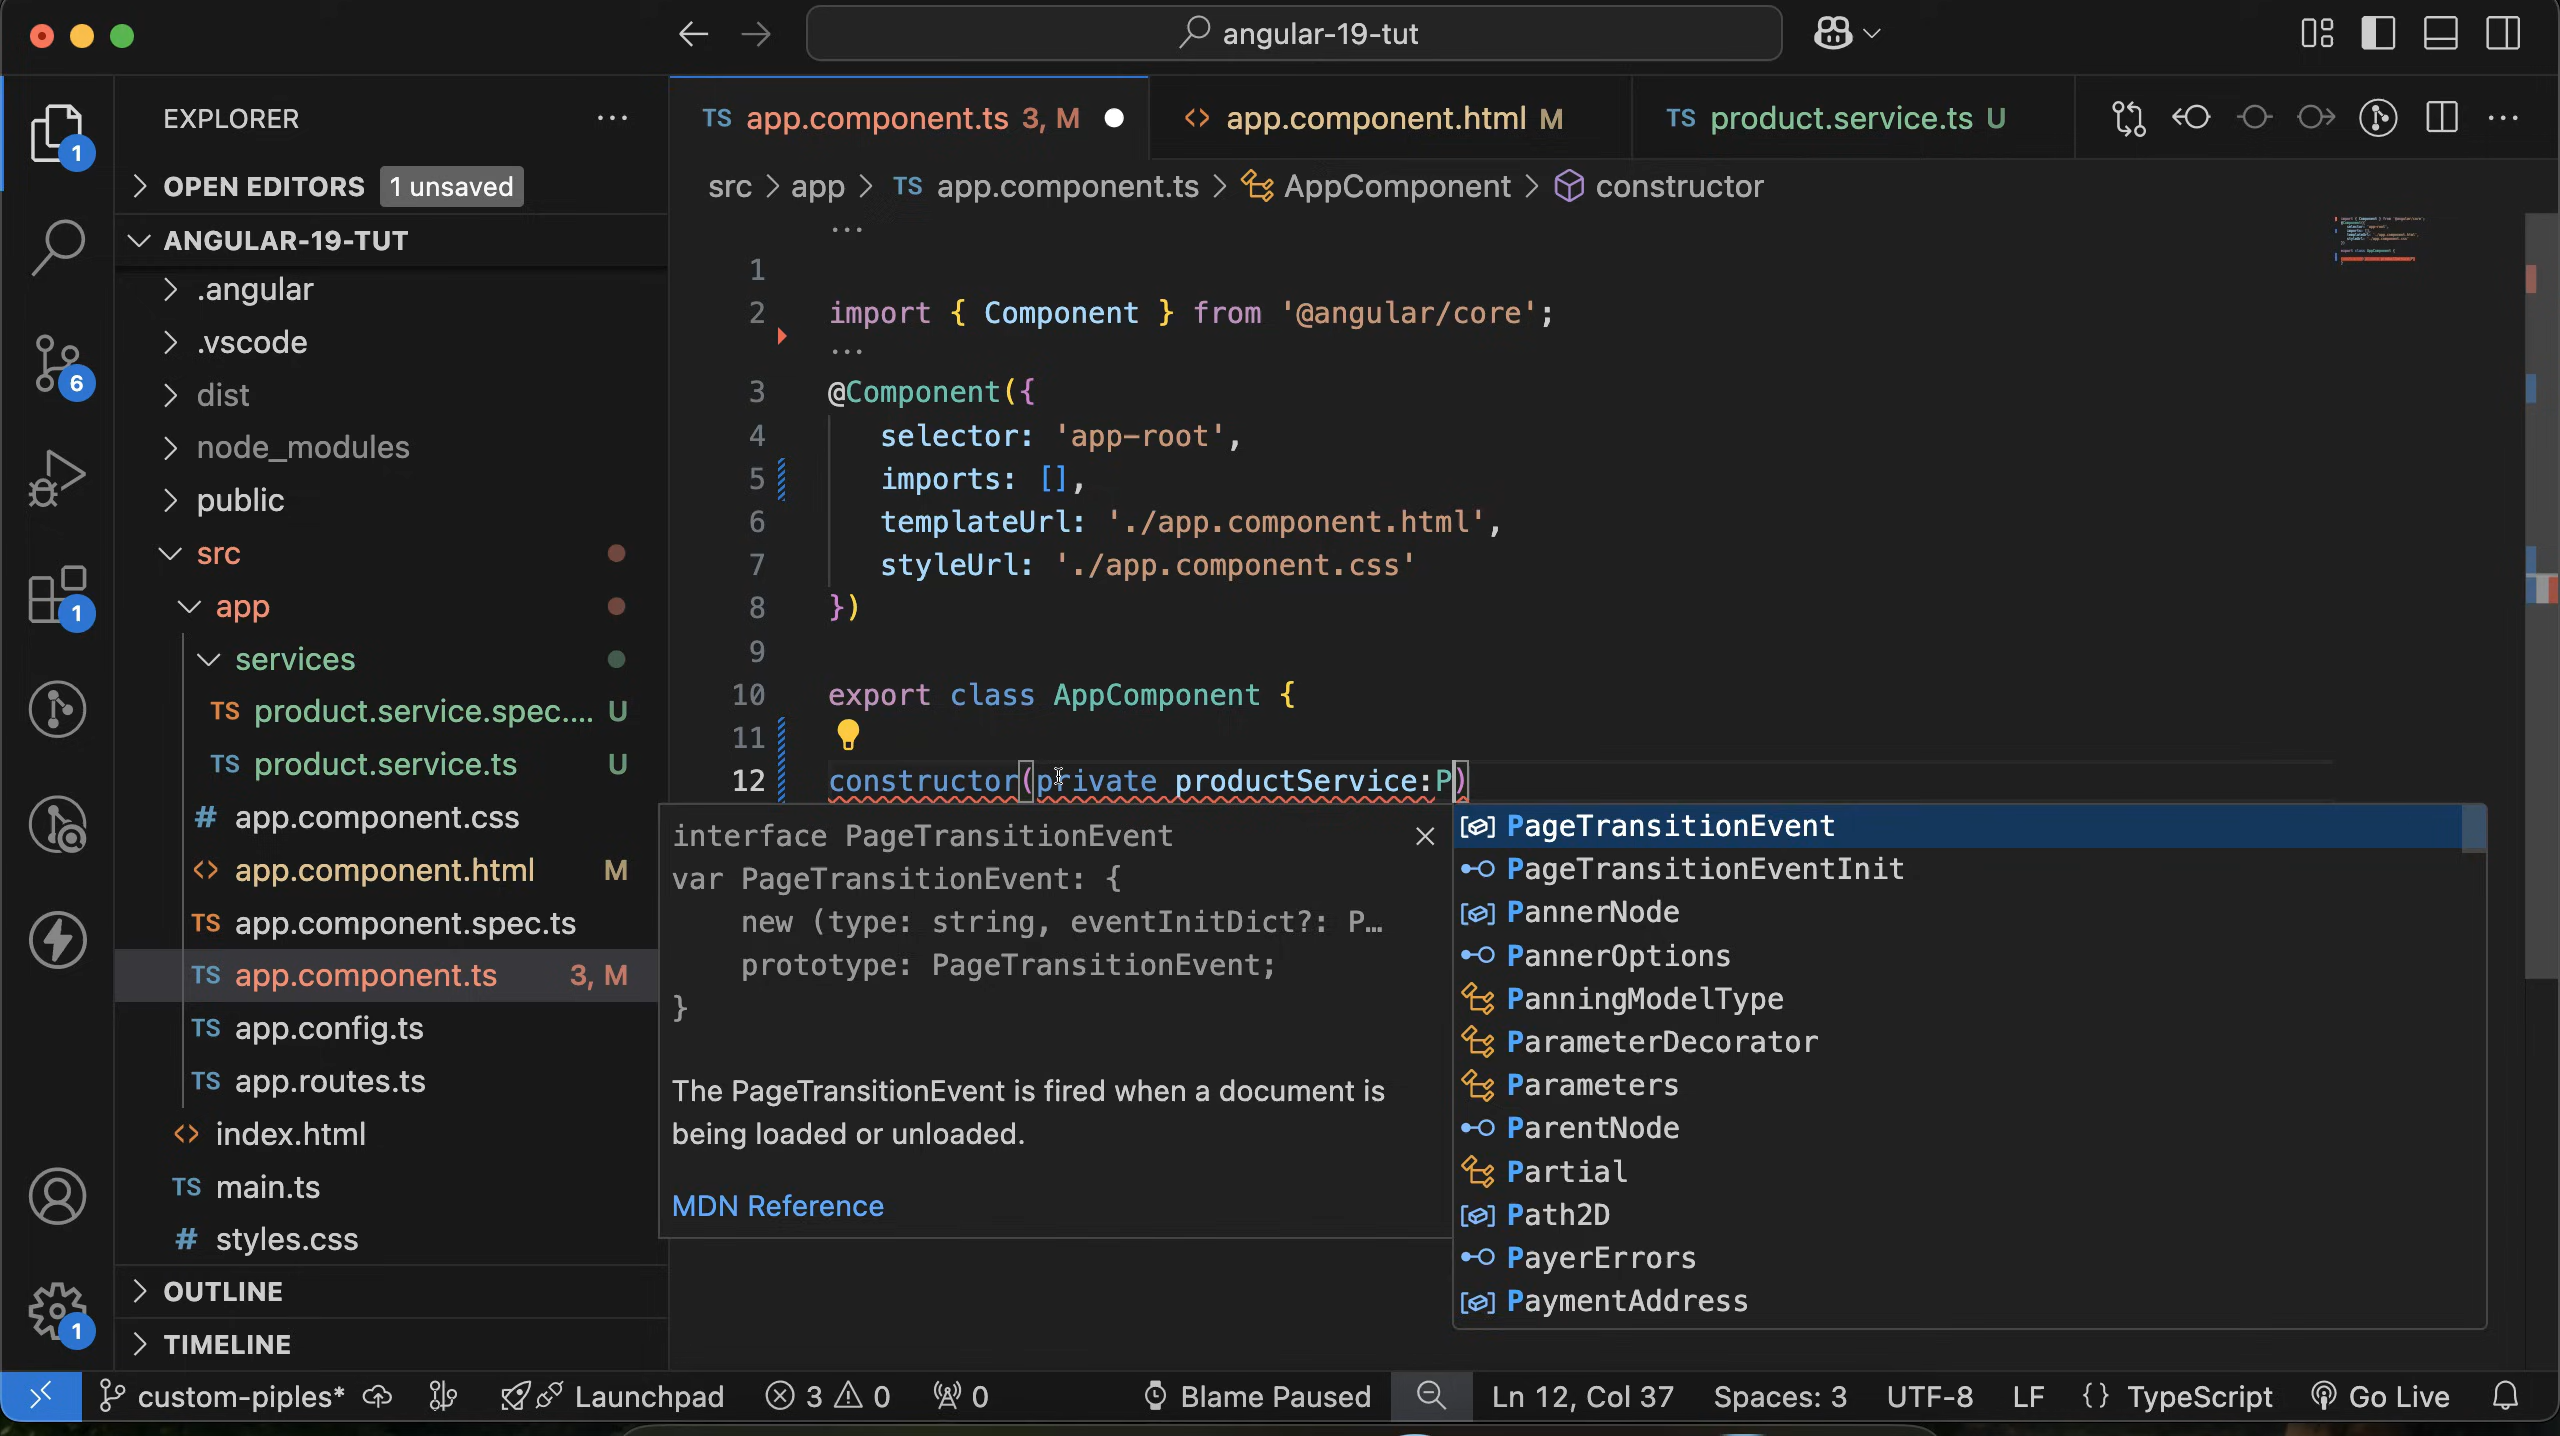 angular-19-tut
EXPLORER
OPEN EDITORS 1 unsaved
ANGULAR-19-TUT
.angular
.vscode
dist
node_modules
public
src
app
services
TS product.service.spec.... U
TS product.service.ts U
# app.component.css
<> app.component.html M
TS app.component.spec.ts
TS app.component.ts 3, M
TS app.config.ts
TS app.routes.ts
<> index.html
TS main.ts
# styles.css
OUTLINE
TIMELINE
1
6
1
1
TS app.component.ts 3, M
<> app.component.html M
TS product.service.ts U
src > app > TS app.component.ts > AppComponent > constructor
...
1
2 import { Component } from '@angular/core';
...
3 @Component({
4 selector: 'app-root',
5 imports: [],
6 templateUrl: './app.component.html',
7 styleUrl: './app.component.css'
8 })
9
10 export class AppComponent {
11
12 constructor(private productService:P)
interface PageTransitionEvent
var PageTransitionEvent: {
new (type: string, eventInitDict?: P…
prototype: PageTransitionEvent;
}
The PageTransitionEvent is fired when a document is
being loaded or unloaded.
MDN Reference
PageTransitionEvent
PageTransitionEventInit
PannerNode
PannerOptions
PanningModelType
ParameterDecorator
Parameters
ParentNode
Partial
Path2D
PayerErrors
PaymentAddress
custom-piples* Launchpad 3 0 0 Blame Paused Ln 12, Col 37 Spaces: 3 UTF-8 LF {} TypeScript Go Live